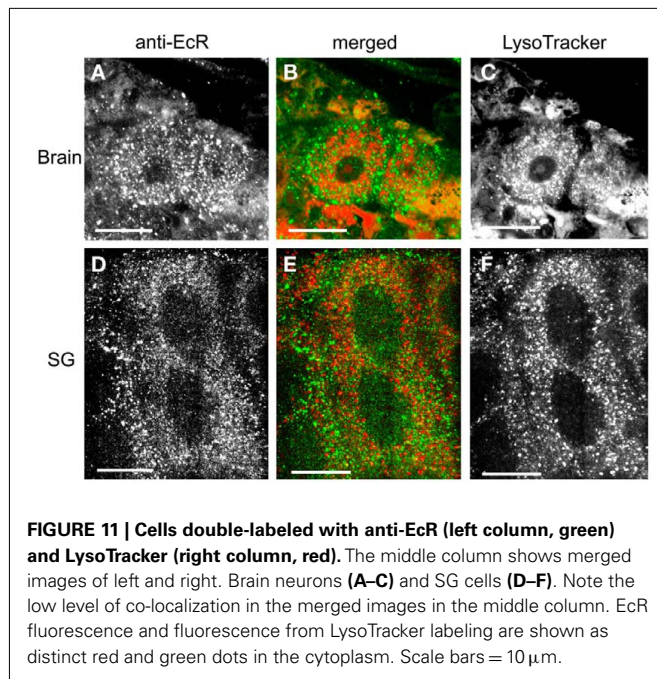 anti-EcR merged LysoTracker
A B C
Brain
D E F
SG
FIGURE 11 | Cells double-labeled with anti-EcR (left column, green)
and LysoTracker (right column, red). The middle column shows merged
images of left and right. Brain neurons (A–C) and SG cells (D–F). Note the
low level of co-localization in the merged images in the middle column. EcR
fluorescence and fluorescence from LysoTracker labeling are shown as
distinct red and green dots in the cytoplasm. Scale bars = 10 μm.